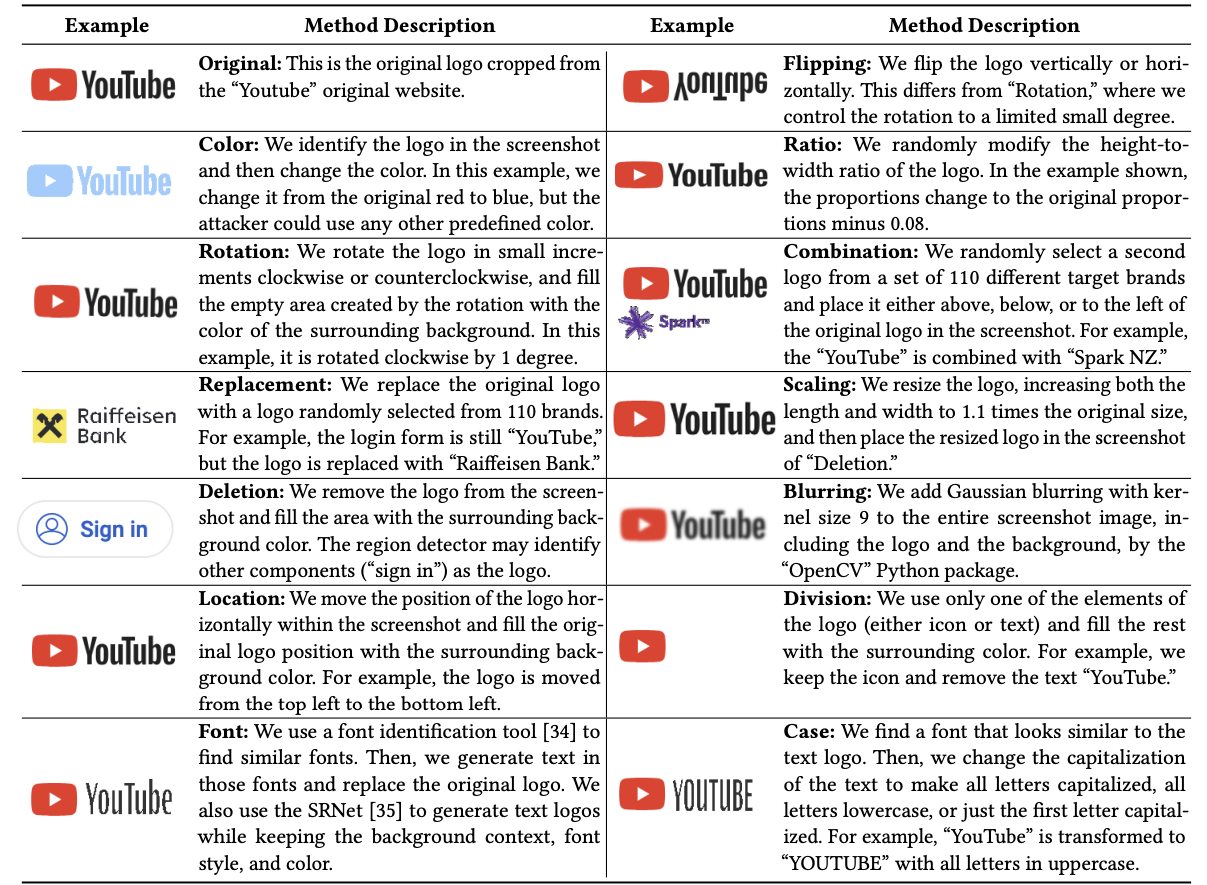 Example Method Description Example Method Description
YouTube
Original: This is the original logo cropped from
the “Youtube” original website.
YouTube
Flipping: We flip the logo vertically or hori-
zontally. This differs from “Rotation,” where we
control the rotation to a limited small degree.
YouTube
Color: We identify the logo in the screenshot
and then change the color. In this example, we
change it from the original red to blue, but the
attacker could use any other predefined color.
YouTube
Ratio: We randomly modify the height-to-
width ratio of the logo. In the example shown,
the proportions change to the original propor-
tions minus 0.08.
YouTube
Rotation: We rotate the logo in small incre-
ments clockwise or counterclockwise, and fill
the empty area created by the rotation with the
color of the surrounding background. In this
example, it is rotated clockwise by 1 degree.
YouTube
Spark™
Combination: We randomly select a second
logo from a set of 110 different target brands
and place it either above, below, or to the left of
the original logo in the screenshot. For example,
the “YouTube” is combined with “Spark NZ.”
Raiffeisen
Bank
Replacement: We replace the original logo
with a logo randomly selected from 110 brands.
For example, the login form is still “YouTube,”
but the logo is replaced with “Raiffeisen Bank.”
YouTube
Scaling: We resize the logo, increasing both the
length and width to 1.1 times the original size,
and then place the resized logo in the screenshot
of “Deletion.”
Sign in
Deletion: We remove the logo from the screen-
shot and fill the area with the surrounding back-
ground color. The region detector may identify
other components (“sign in”) as the logo.
YouTube
Blurring: We add Gaussian blurring with ker-
nel size 9 to the entire screenshot image, in-
cluding the logo and the background, by the
“OpenCV” Python package.
YouTube
Location: We move the position of the logo hor-
izontally within the screenshot and fill the orig-
inal logo position with the surrounding back-
ground color. For example, the logo is moved
from the top left to the bottom left.
Division: We use only one of the elements of
the logo (either icon or text) and fill the rest
with the surrounding color. For example, we
keep the icon and remove the text “YouTube.”
YouTube
Font: We use a font identification tool [34] to
find similar fonts. Then, we generate text in
those fonts and replace the original logo. We
also use the SRNet [35] to generate text logos
while keeping the background context, font
style, and color.
YOUTUBE
Case: We find a font that looks similar to the
text logo. Then, we change the capitalization
of the text to make all letters capitalized, all
letters lowercase, or just the first letter capital-
ized. For example, “YouTube” is transformed to
“YOUTUBE” with all letters in uppercase.